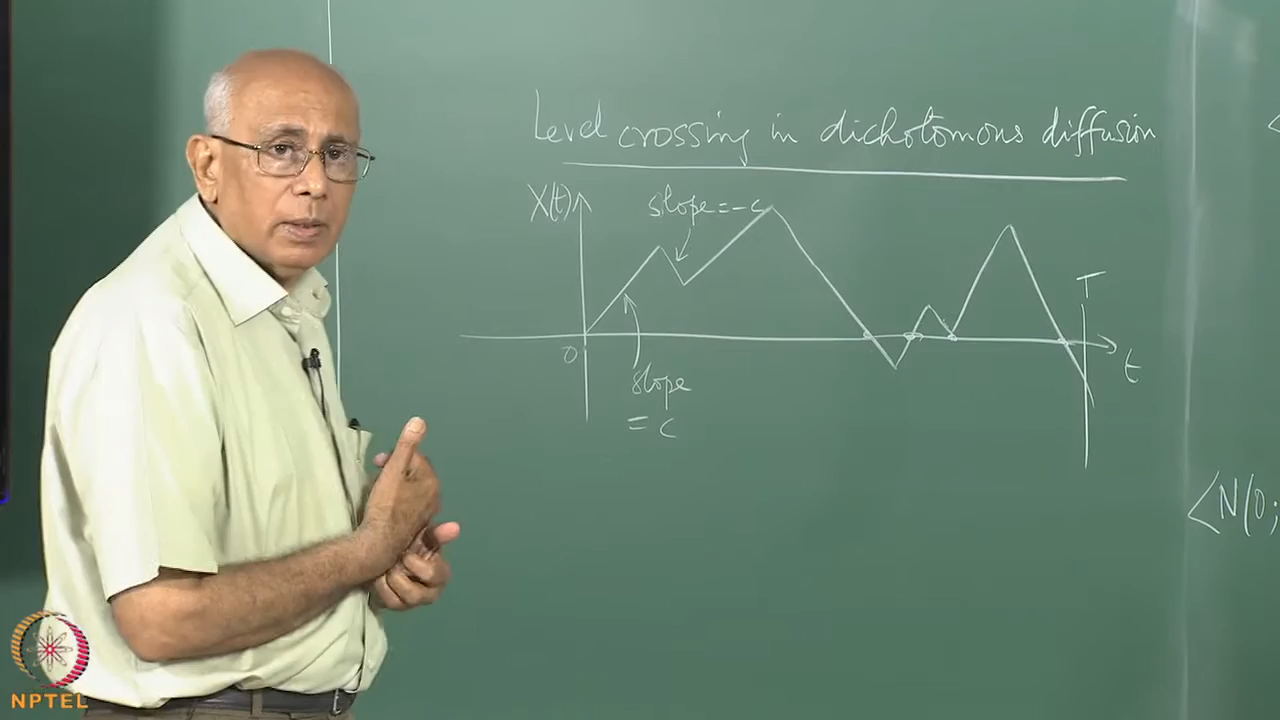 Level crossing in dichotomous diffusion
X(t)
slope = -c
T
0
t
slope
= c
<N(0;
NPTEL